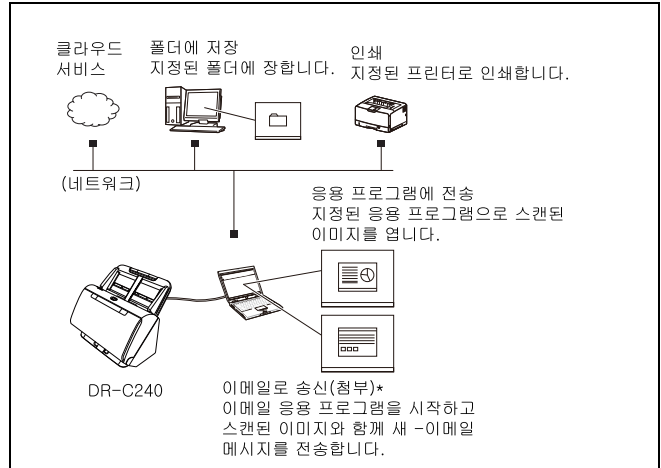 클라우드
서비스
폴더에 저장
지정된 폴더에 장합니다.
인쇄
지정된 프린터로 인쇄합니다.
(네트워크)
응용 프로그램에 전송
지정된 응용 프로그램으로 스캔된
이미지를 엽니다.
DR-C240
이메일로 송신(첨부)*
이메일 응용 프로그램을 시작하고
스캔된 이미지와 함께 새 -이메일
메시지를 전송합니다.